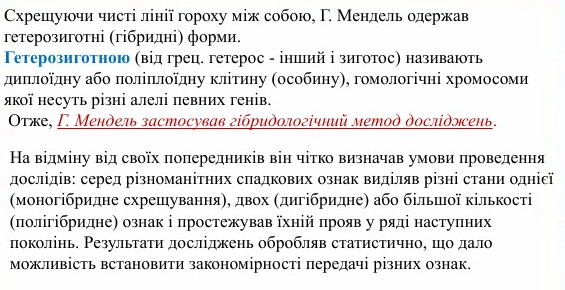 Схрещуючи чисті лінії гороху між собою, Г. Мендель одержав
гетерозиготні (гібридні) форми.
Гетерозиготною (від грец. гетерос - інший і зиготос) називають
диплоїдну або поліплоїдну клітину (особину), гомологічні хромосоми
якої несуть різні алелі певних генів.
Отже, Г. Мендель застосував гібридологічний метод досліджень.
На відміну від своїх попередників він чітко визначав умови проведення
дослідів: серед різноманітних спадкових ознак виділяв різні стани однієї
(моногібридне схрещування), двох (дигібридне) або більшої кількості
(полігібридне) ознак і простежував їхній прояв у ряді наступних
поколінь. Результати досліджень обробляв статистично, що дало
можливість встановити закономірності передачі різних ознак.